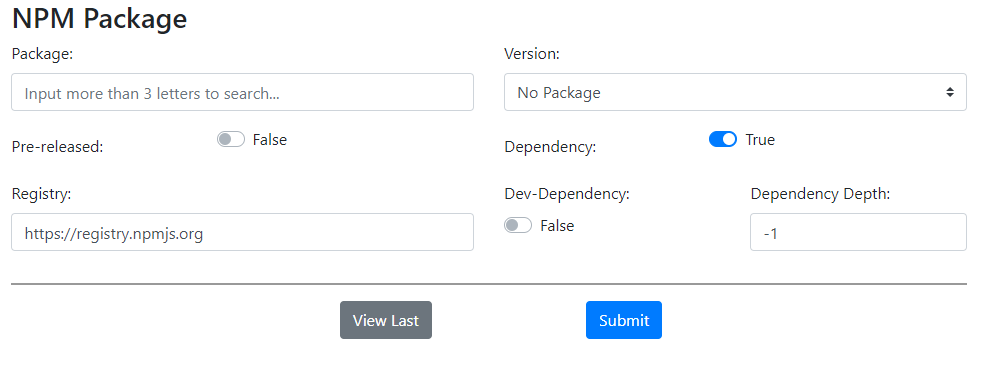 NPM Package
Package:
Version:
Input more than 3 letters to search...
No Package
Pre-released:
False
Dependency:
True
Registry:
Dev-Dependency:
Dependency Depth:
https://registry.npmjs.org
False
-1
View Last
Submit